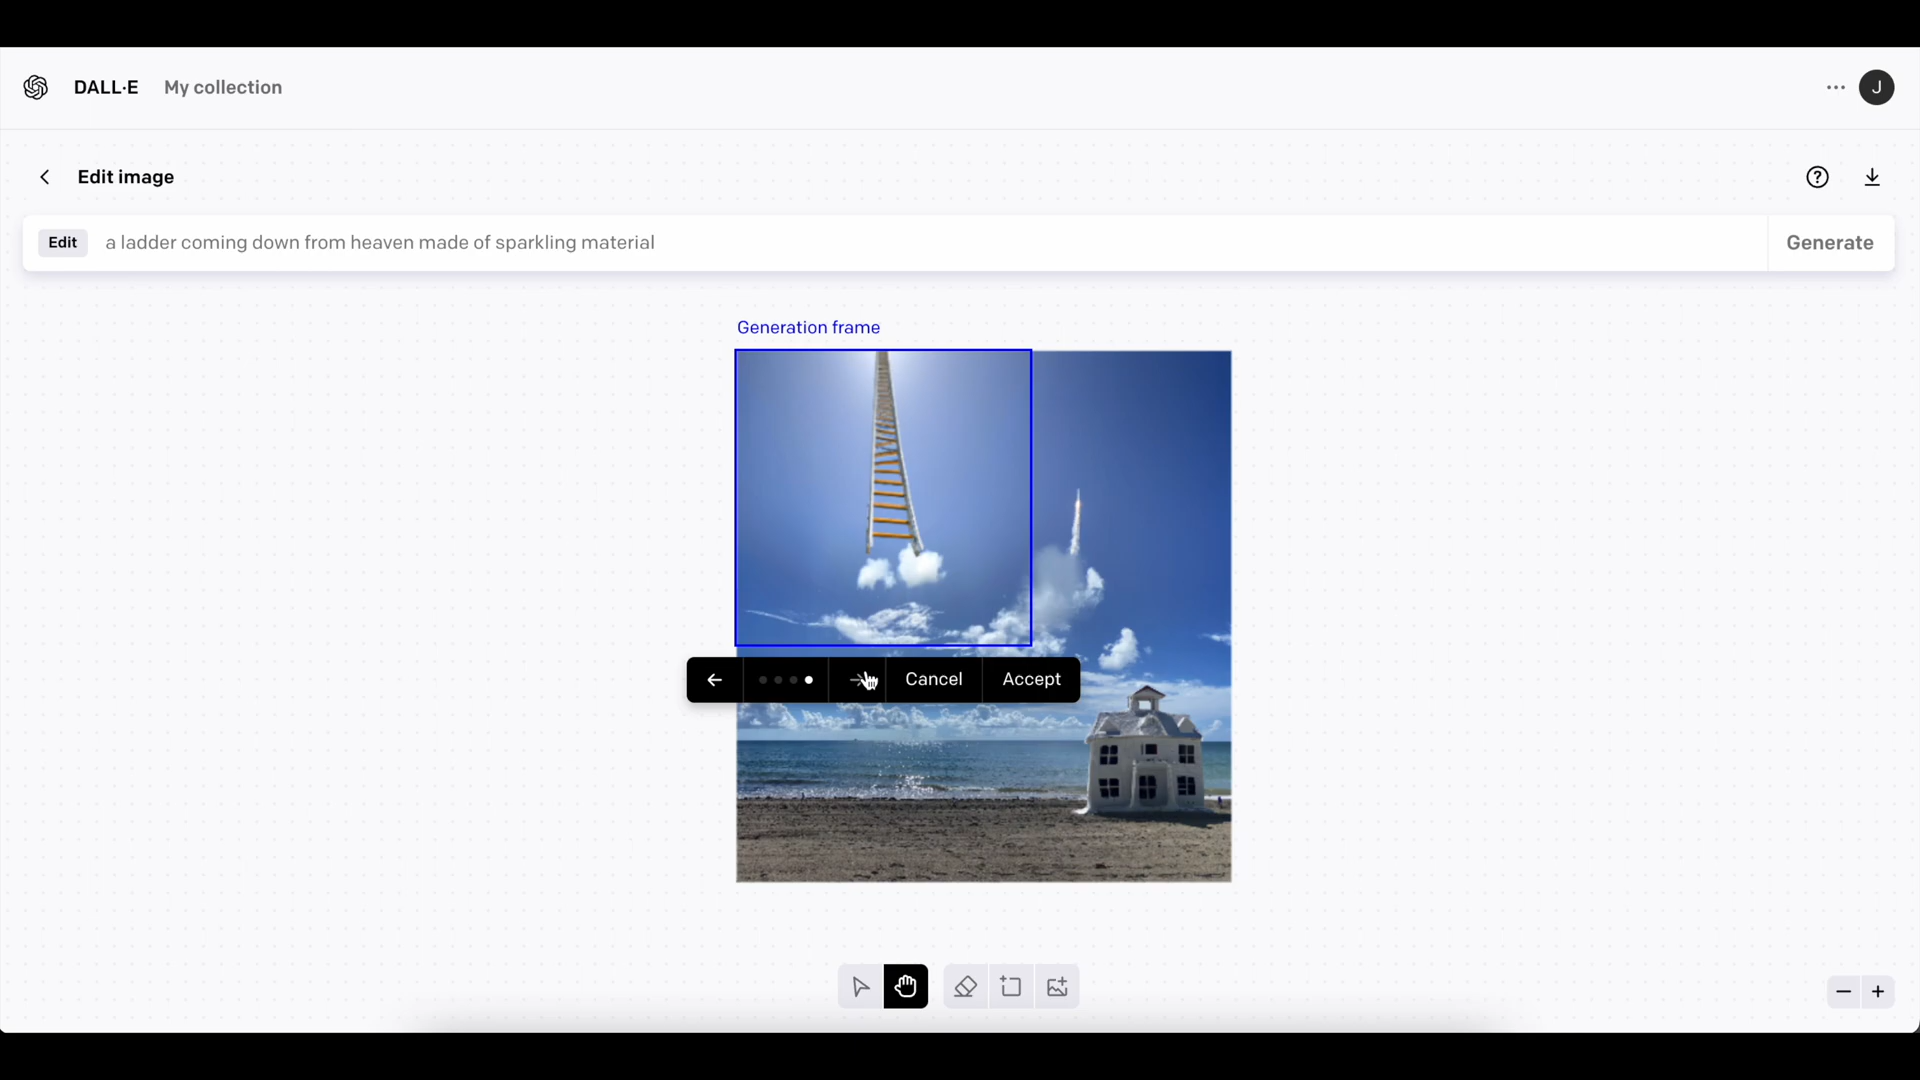 DALL·E My collection
J
Edit image
Edit a ladder coming down from heaven made of sparkling material Generate
Generation frame
Cancel Accept